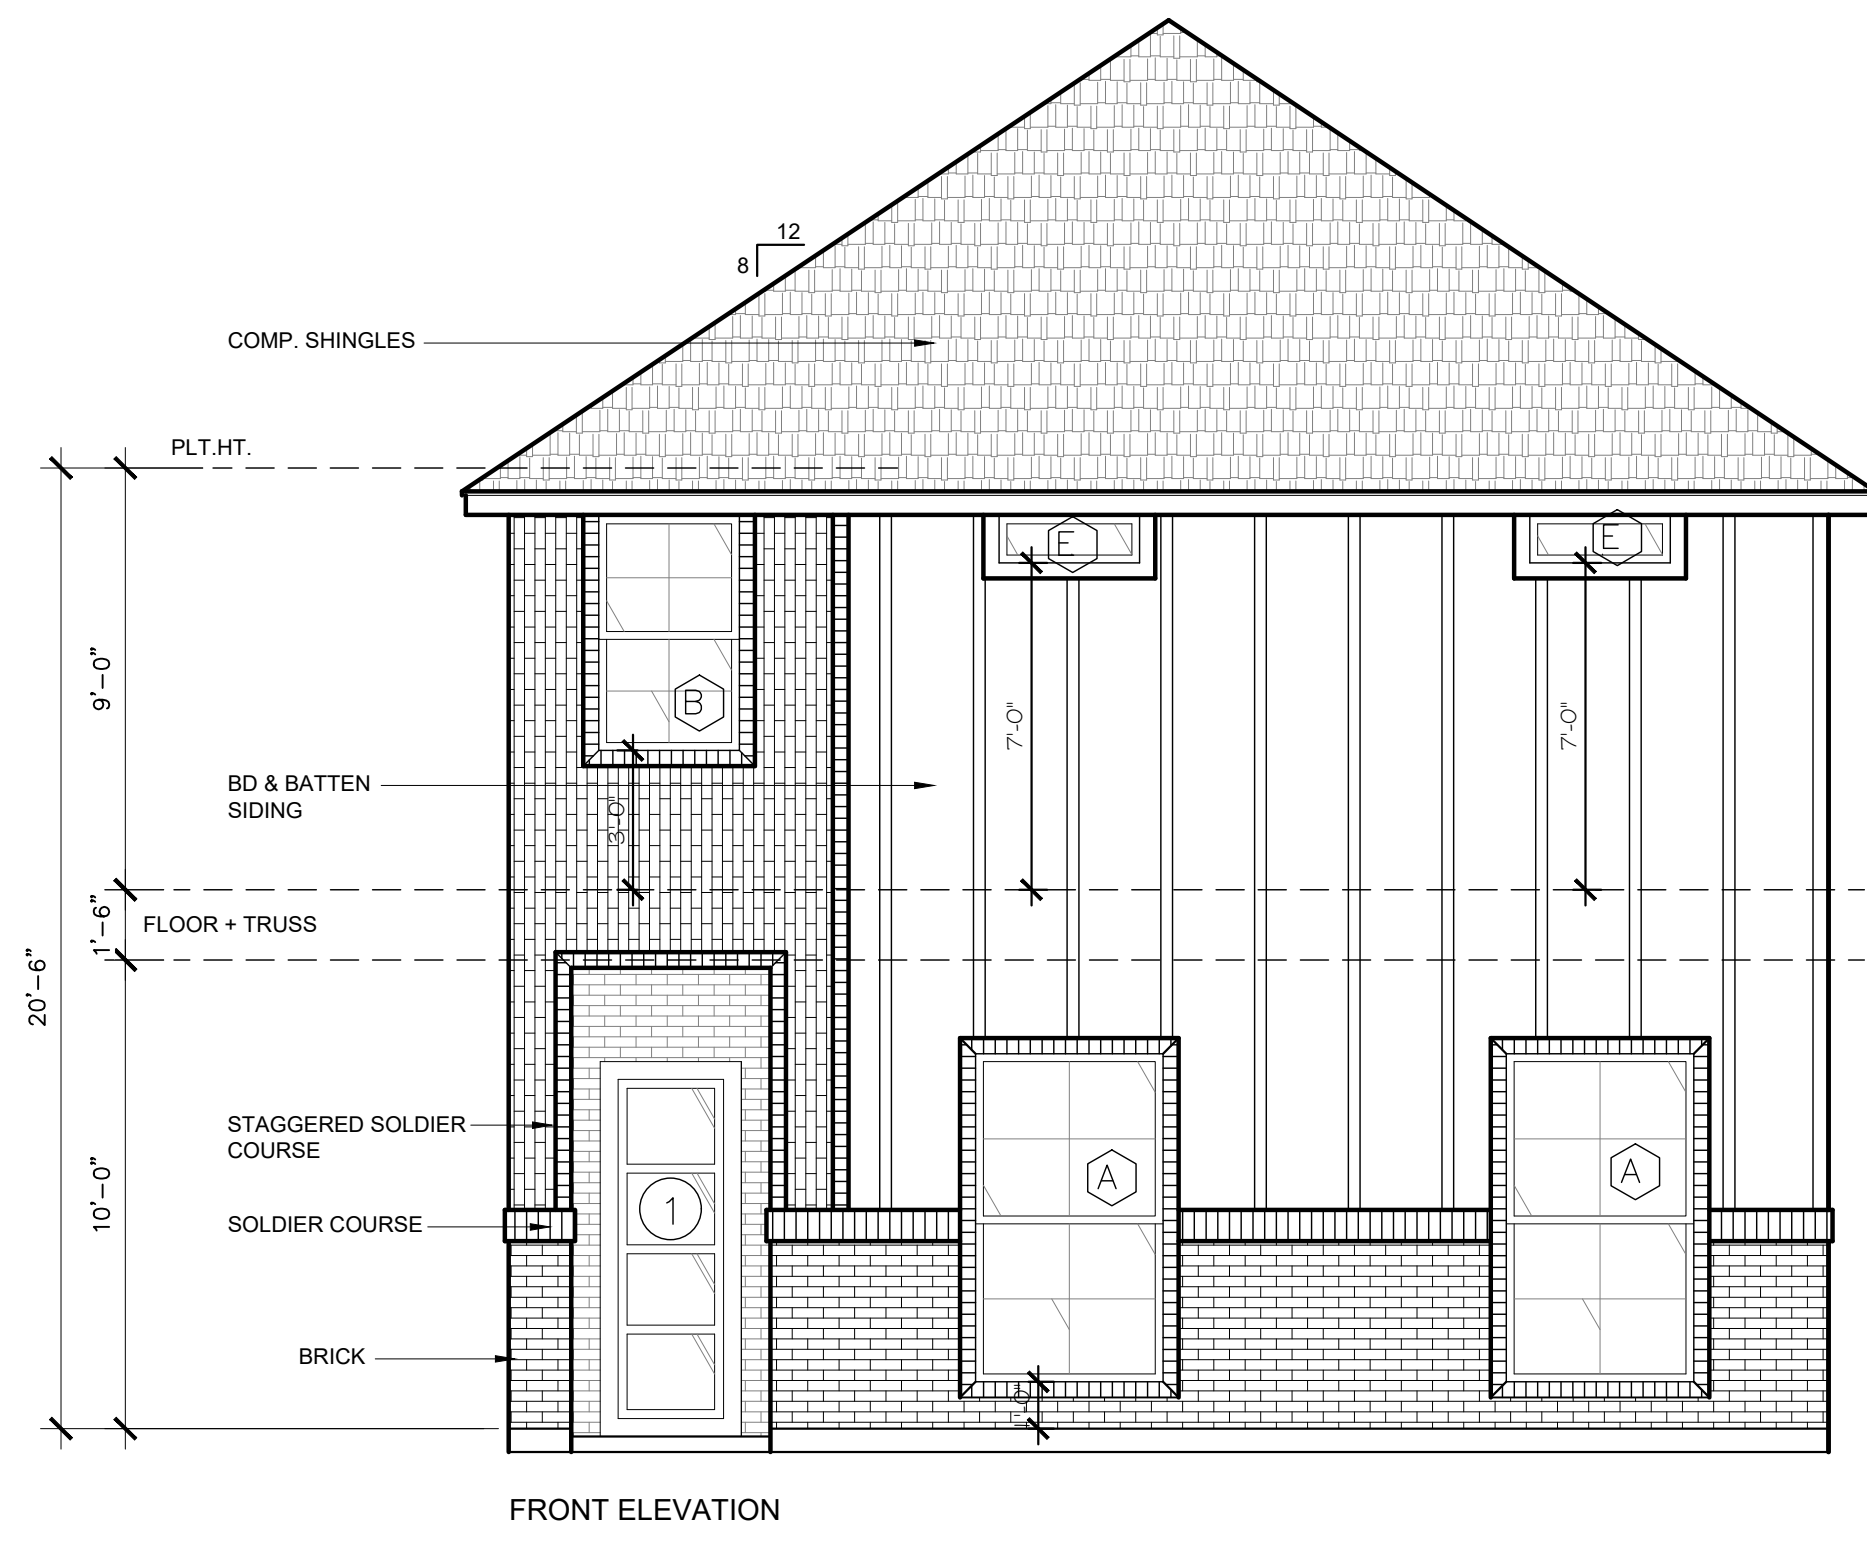 12
8
COMP. SHINGLES
PLT.HT.
E
E
9'-0"
B
7'-0"
7'-0"
BD & BATTEN
SIDING
3'-0"
1'-6"
FLOOR + TRUSS
20'-6"
STAGGERED SOLDIER
COURSE
A
A
10'-0"
1
SOLDIER COURSE
BRICK
1'-0"
FRONT ELEVATION